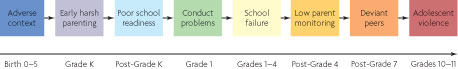 Adverse
context
Early harsh
parenting
Poor school
readiness
Conduct
problems
School
failure
Low parent
monitoring
Deviant
peers
Adolescent
violence
Birth 0–5
Grade K
Post-Grade K
Grade 1
Grades 1–4
Post-Grade 4
Post-Grade 7
Grades 10–11